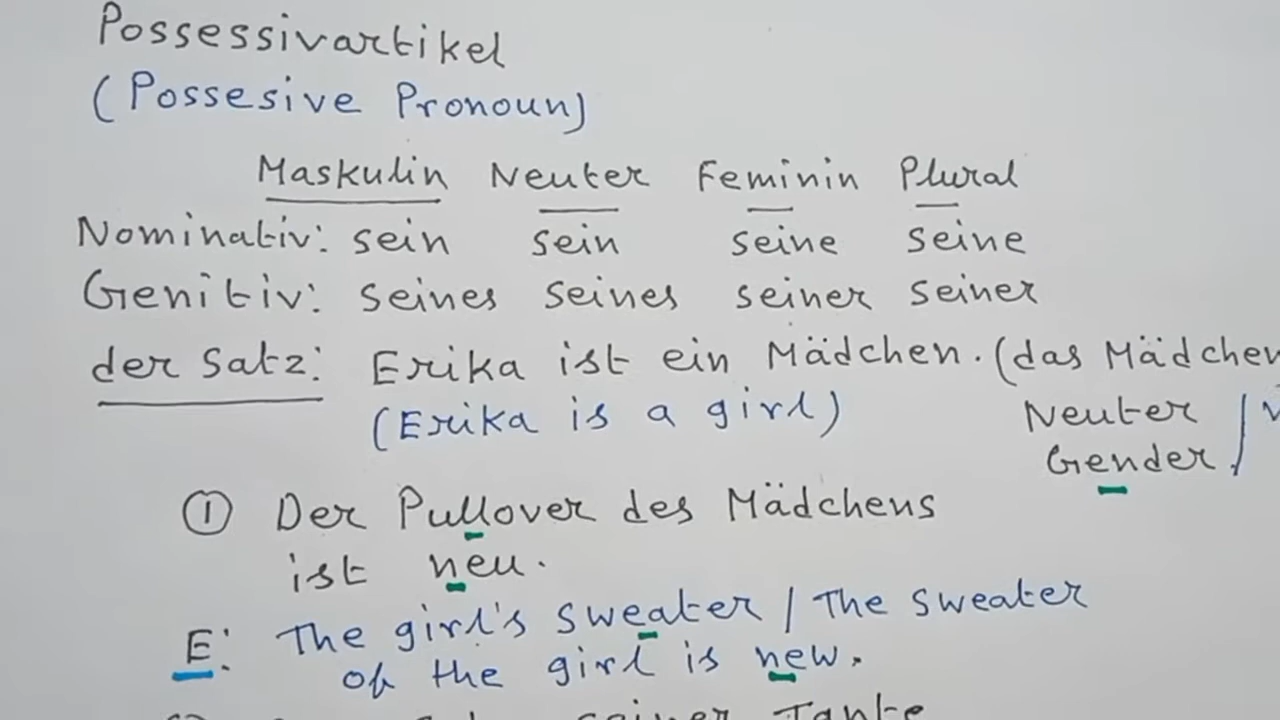 Possessivartikel
(Possesive Pronoun)
Maskulin Neuter Feminin Plural
Nominativ: sein sein seine seine
Genitiv: seines seines seiner seiner
der Satz: Erika ist ein Mädchen. (das Mädchen
(Erika is a girl)
Neuter /
Gender.
① Der Pullover des Mädchens
ist neu.
E: The girl's sweater / The sweater
of the girl is new.
seiner Tante